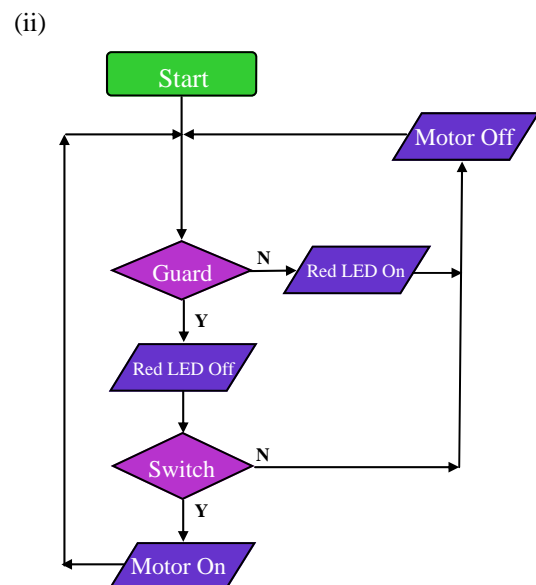 (ii)
Start
Motor Off
Guard
N
Red LED On
Y
Red LED Off
Switch
N
Y
Motor On